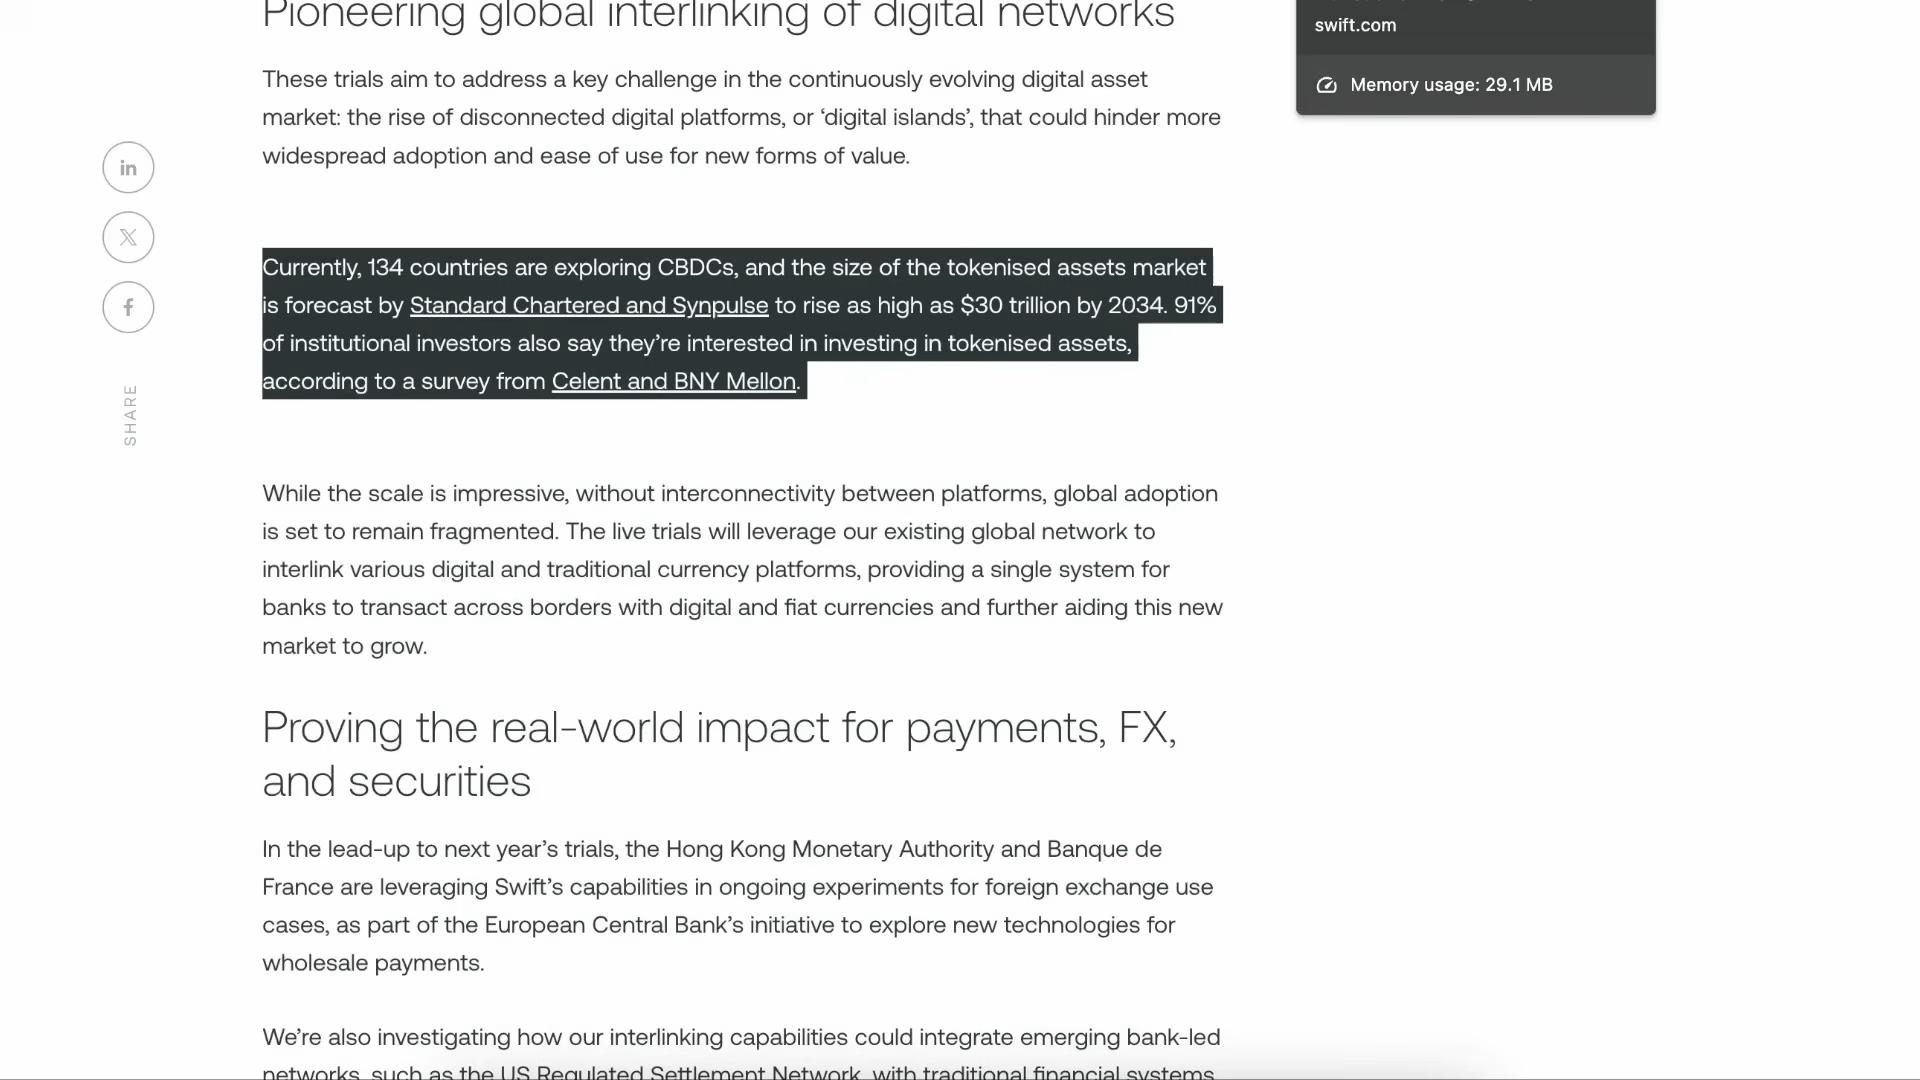 Pioneering global interlinking of digital networks
swift.com
These trials aim to address a key challenge in the continuously evolving digital asset
market: the rise of disconnected digital platforms, or ‘digital islands’, that could hinder more
widespread adoption and ease of use for new forms of value.
Memory usage: 29.1 MB
in
X
f
SHARE
Currently, 134 countries are exploring CBDCs, and the size of the tokenised assets market
is forecast by Standard Chartered and Synpulse to rise as high as $30 trillion by 2034. 91%
of institutional investors also say they’re interested in investing in tokenised assets,
according to a survey from Celent and BNY Mellon.
While the scale is impressive, without interconnectivity between platforms, global adoption
is set to remain fragmented. The live trials will leverage our existing global network to
interlink various digital and traditional currency platforms, providing a single system for
banks to transact across borders with digital and fiat currencies and further aiding this new
market to grow.
Proving the real-world impact for payments, FX,
and securities
In the lead-up to next year’s trials, the Hong Kong Monetary Authority and Banque de
France are leveraging Swift’s capabilities in ongoing experiments for foreign exchange use
cases, as part of the European Central Bank’s initiative to explore new technologies for
wholesale payments.
We’re also investigating how our interlinking capabilities could integrate emerging bank-led
networks, such as the US Regulated Settlement Network, with traditional financial systems